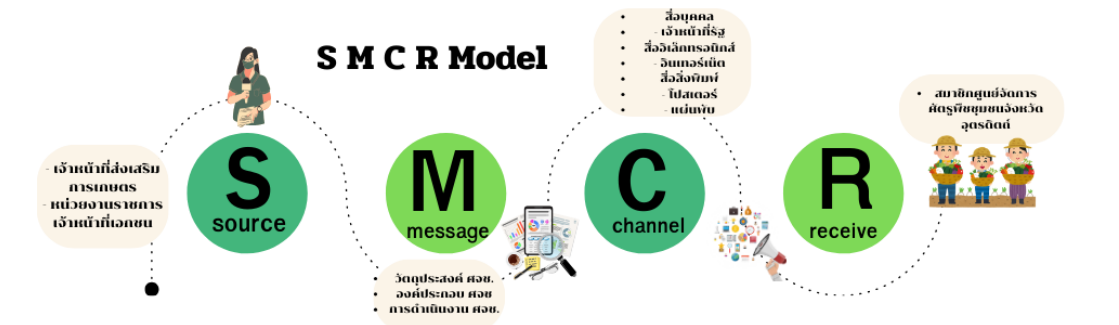 S M C R Model
- เจ้าหน้าที่ส่งเสริม
การเกษตร
- หน่วยงานราชการ
เจ้าหน้าที่เอกชน
S
source
M
message
• วัตถุประสงค์ ศจช.
• องค์ประกอบ ศจช
• การดำเนินงาน ศจช.
• สื่อบุคคล
• - เจ้าหน้าที่รัฐ
• สื่ออิเล็กทรอนิกส์
• - อินเทอร์เน็ต
• สื่อสิ่งพิมพ์
• - โปสเตอร์
• - แผ่นพับ
C
channel
R
receive
• สมาชิกศูนย์จัดการ
ศัตรูพืชชุมชนจังหวัด
อุตรดิตถ์